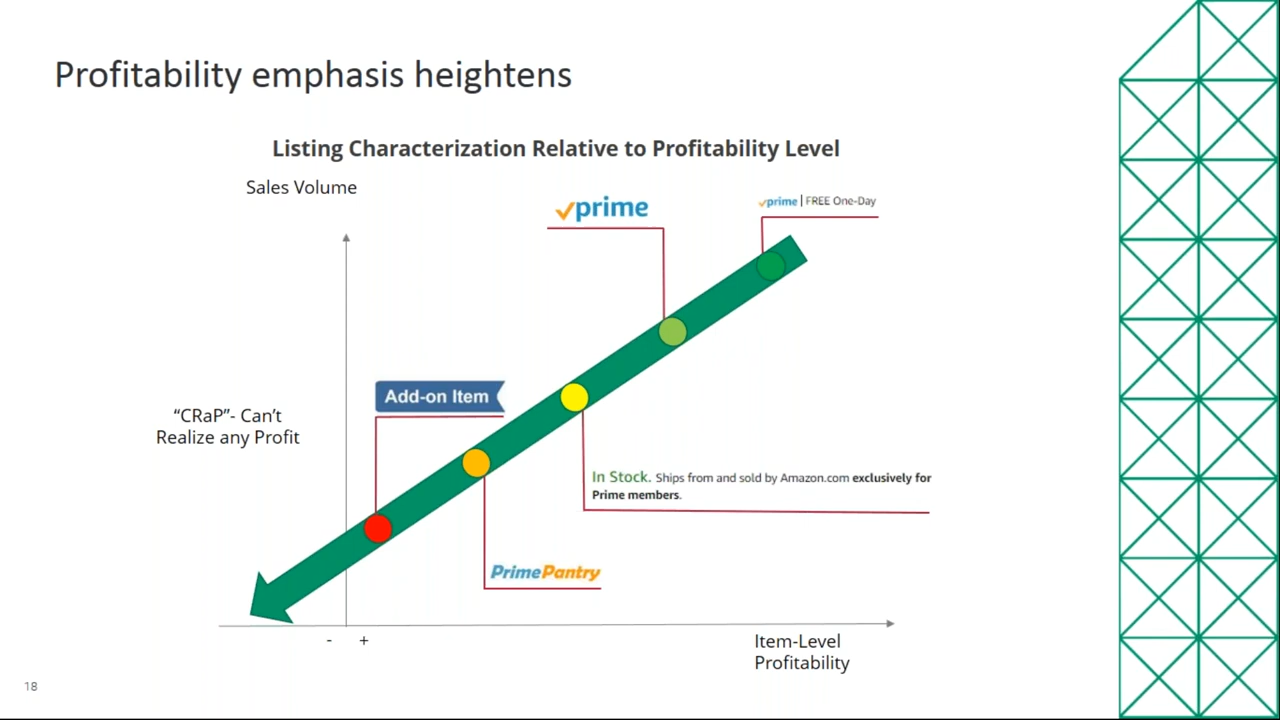 Profitability emphasis heightens
Listing Characterization Relative to Profitability Level
Sales Volume
prime
prime | FREE One-Day
Add-on Item
“CRaP”- Can’t
Realize any Profit
In Stock. Ships from and sold by Amazon.com exclusively for
Prime members.
PrimePantry
- +
Item-Level
Profitability
18